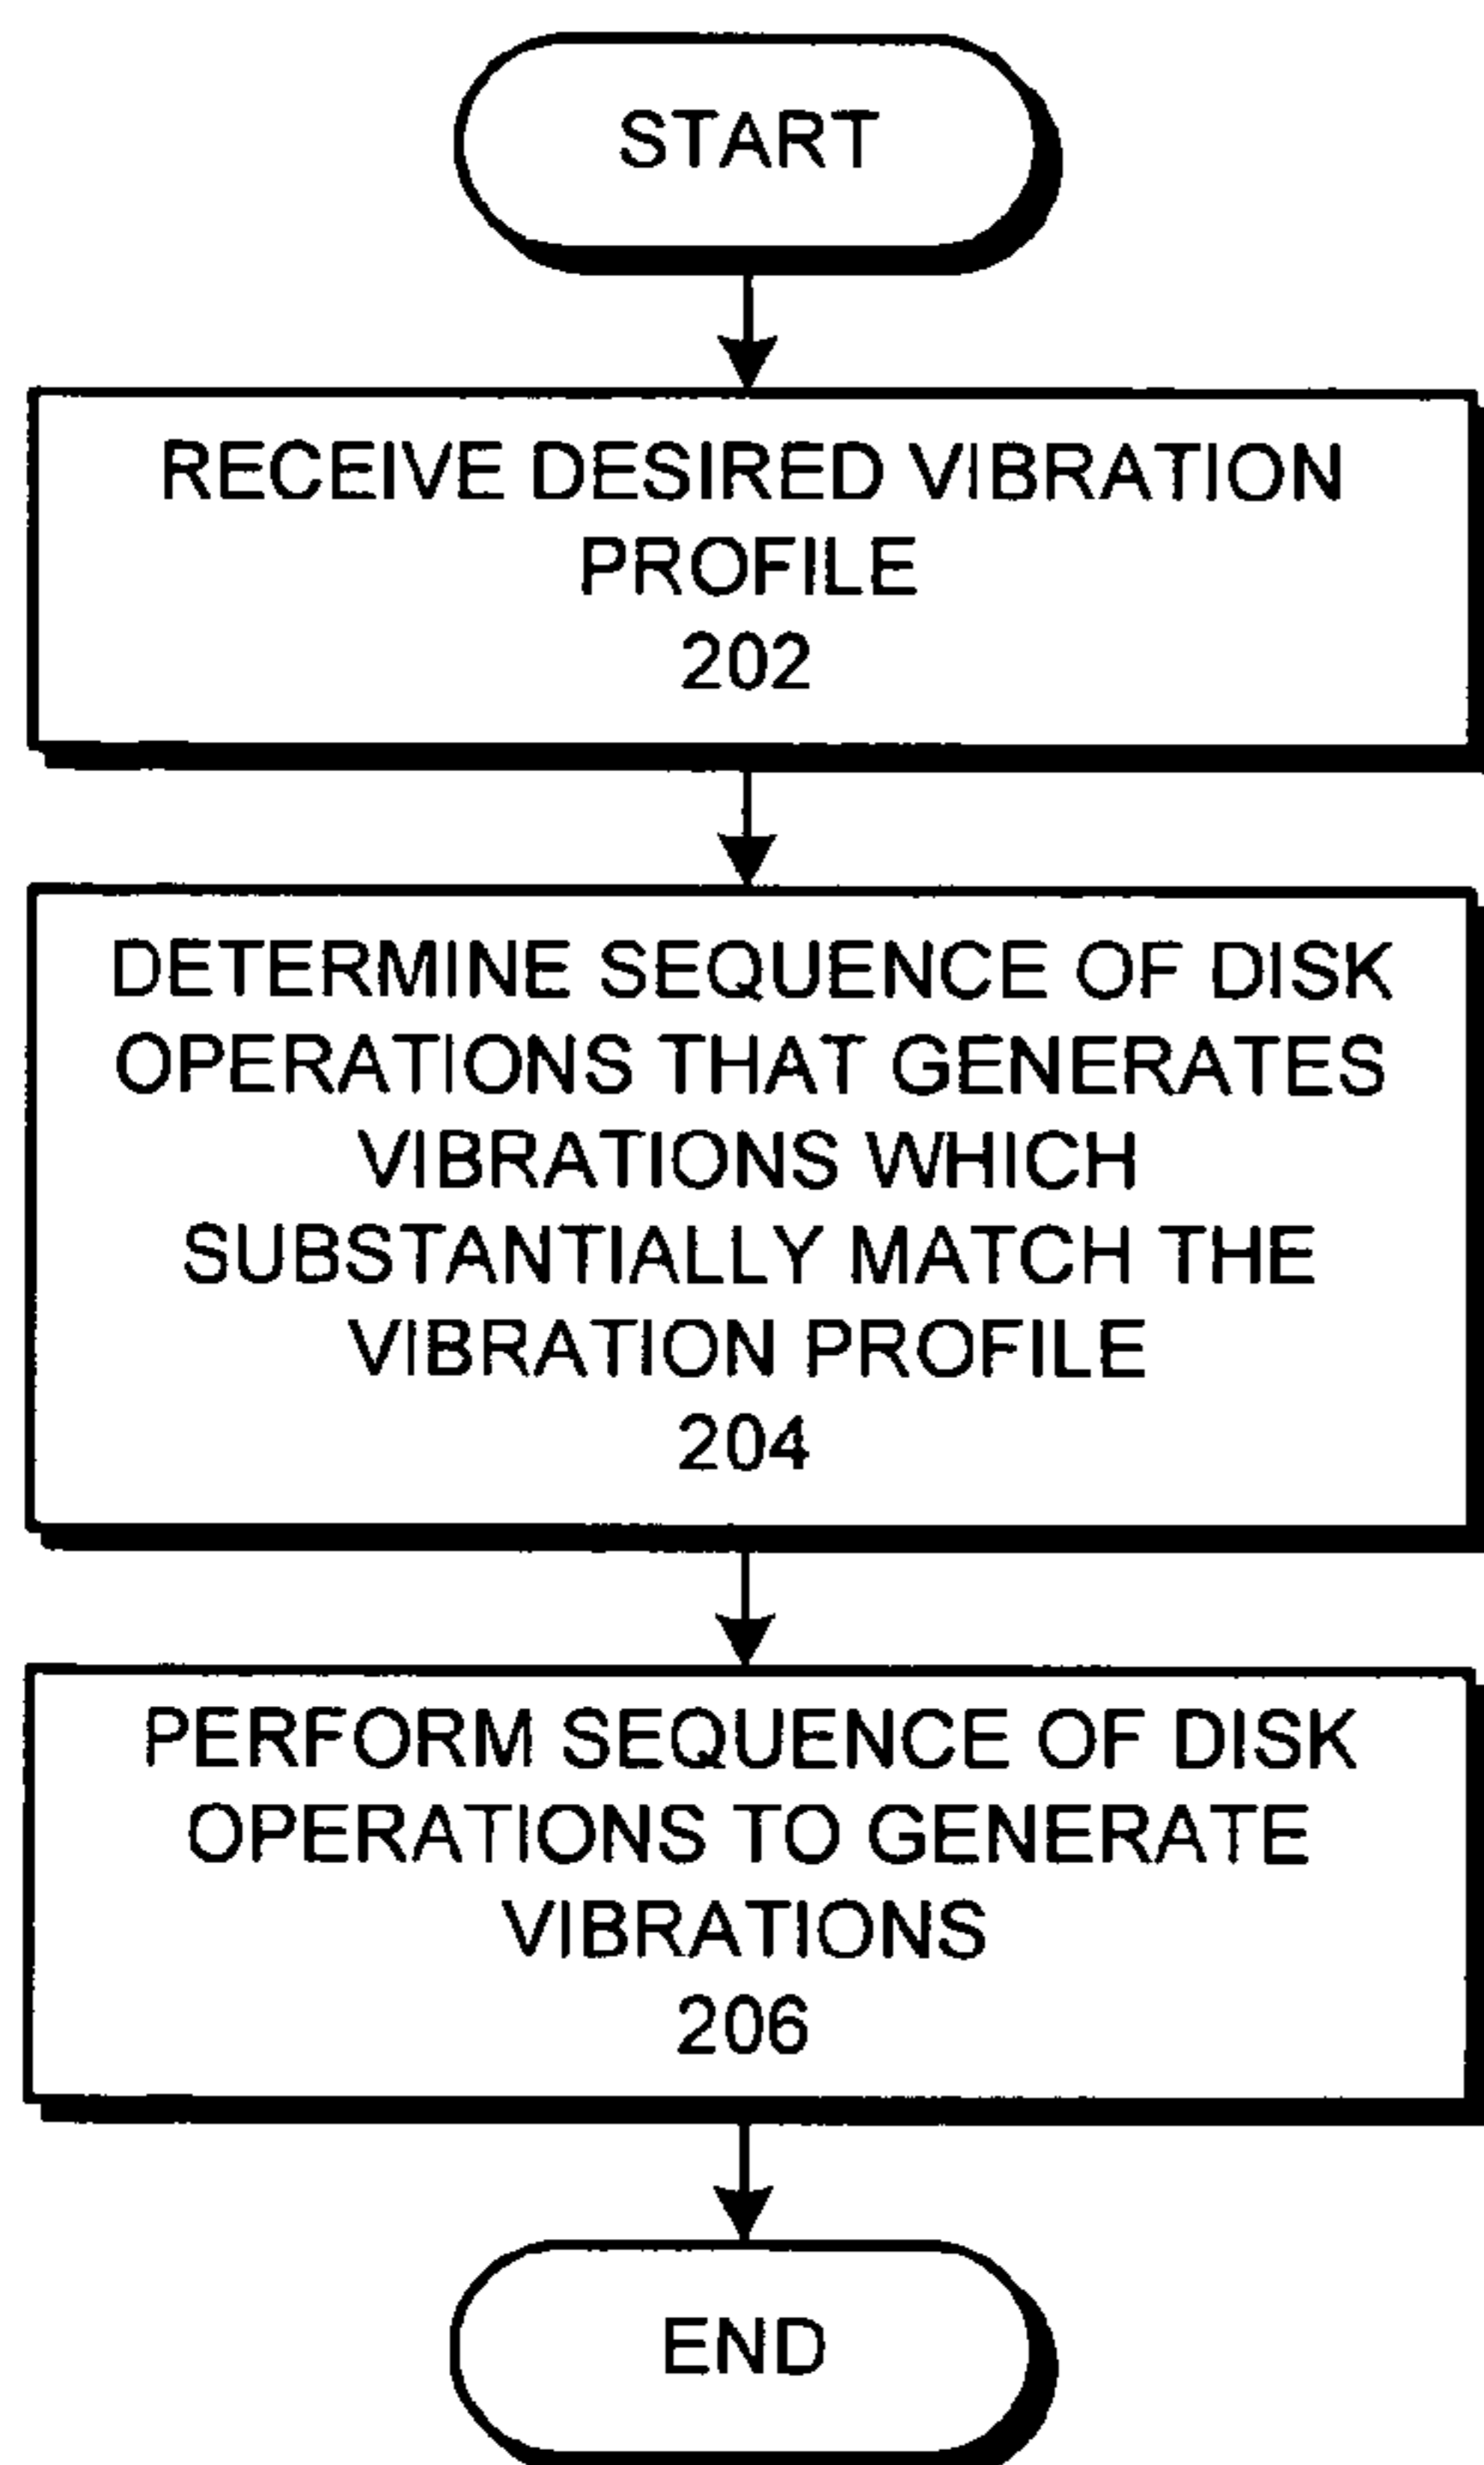 START
RECEIVE DESIRED VIBRATION
PROFILE
202
DETERMINE SEQUENCE OF DISK
OPERATIONS THAT GENERATES
VIBRATIONS WHICH
SUBSTANTIALLY MATCH THE
VIBRATION PROFILE
204
PERFORM SEQUENCE OF DISK
OPERATIONS TO GENERATE
VIBRATIONS
206
END